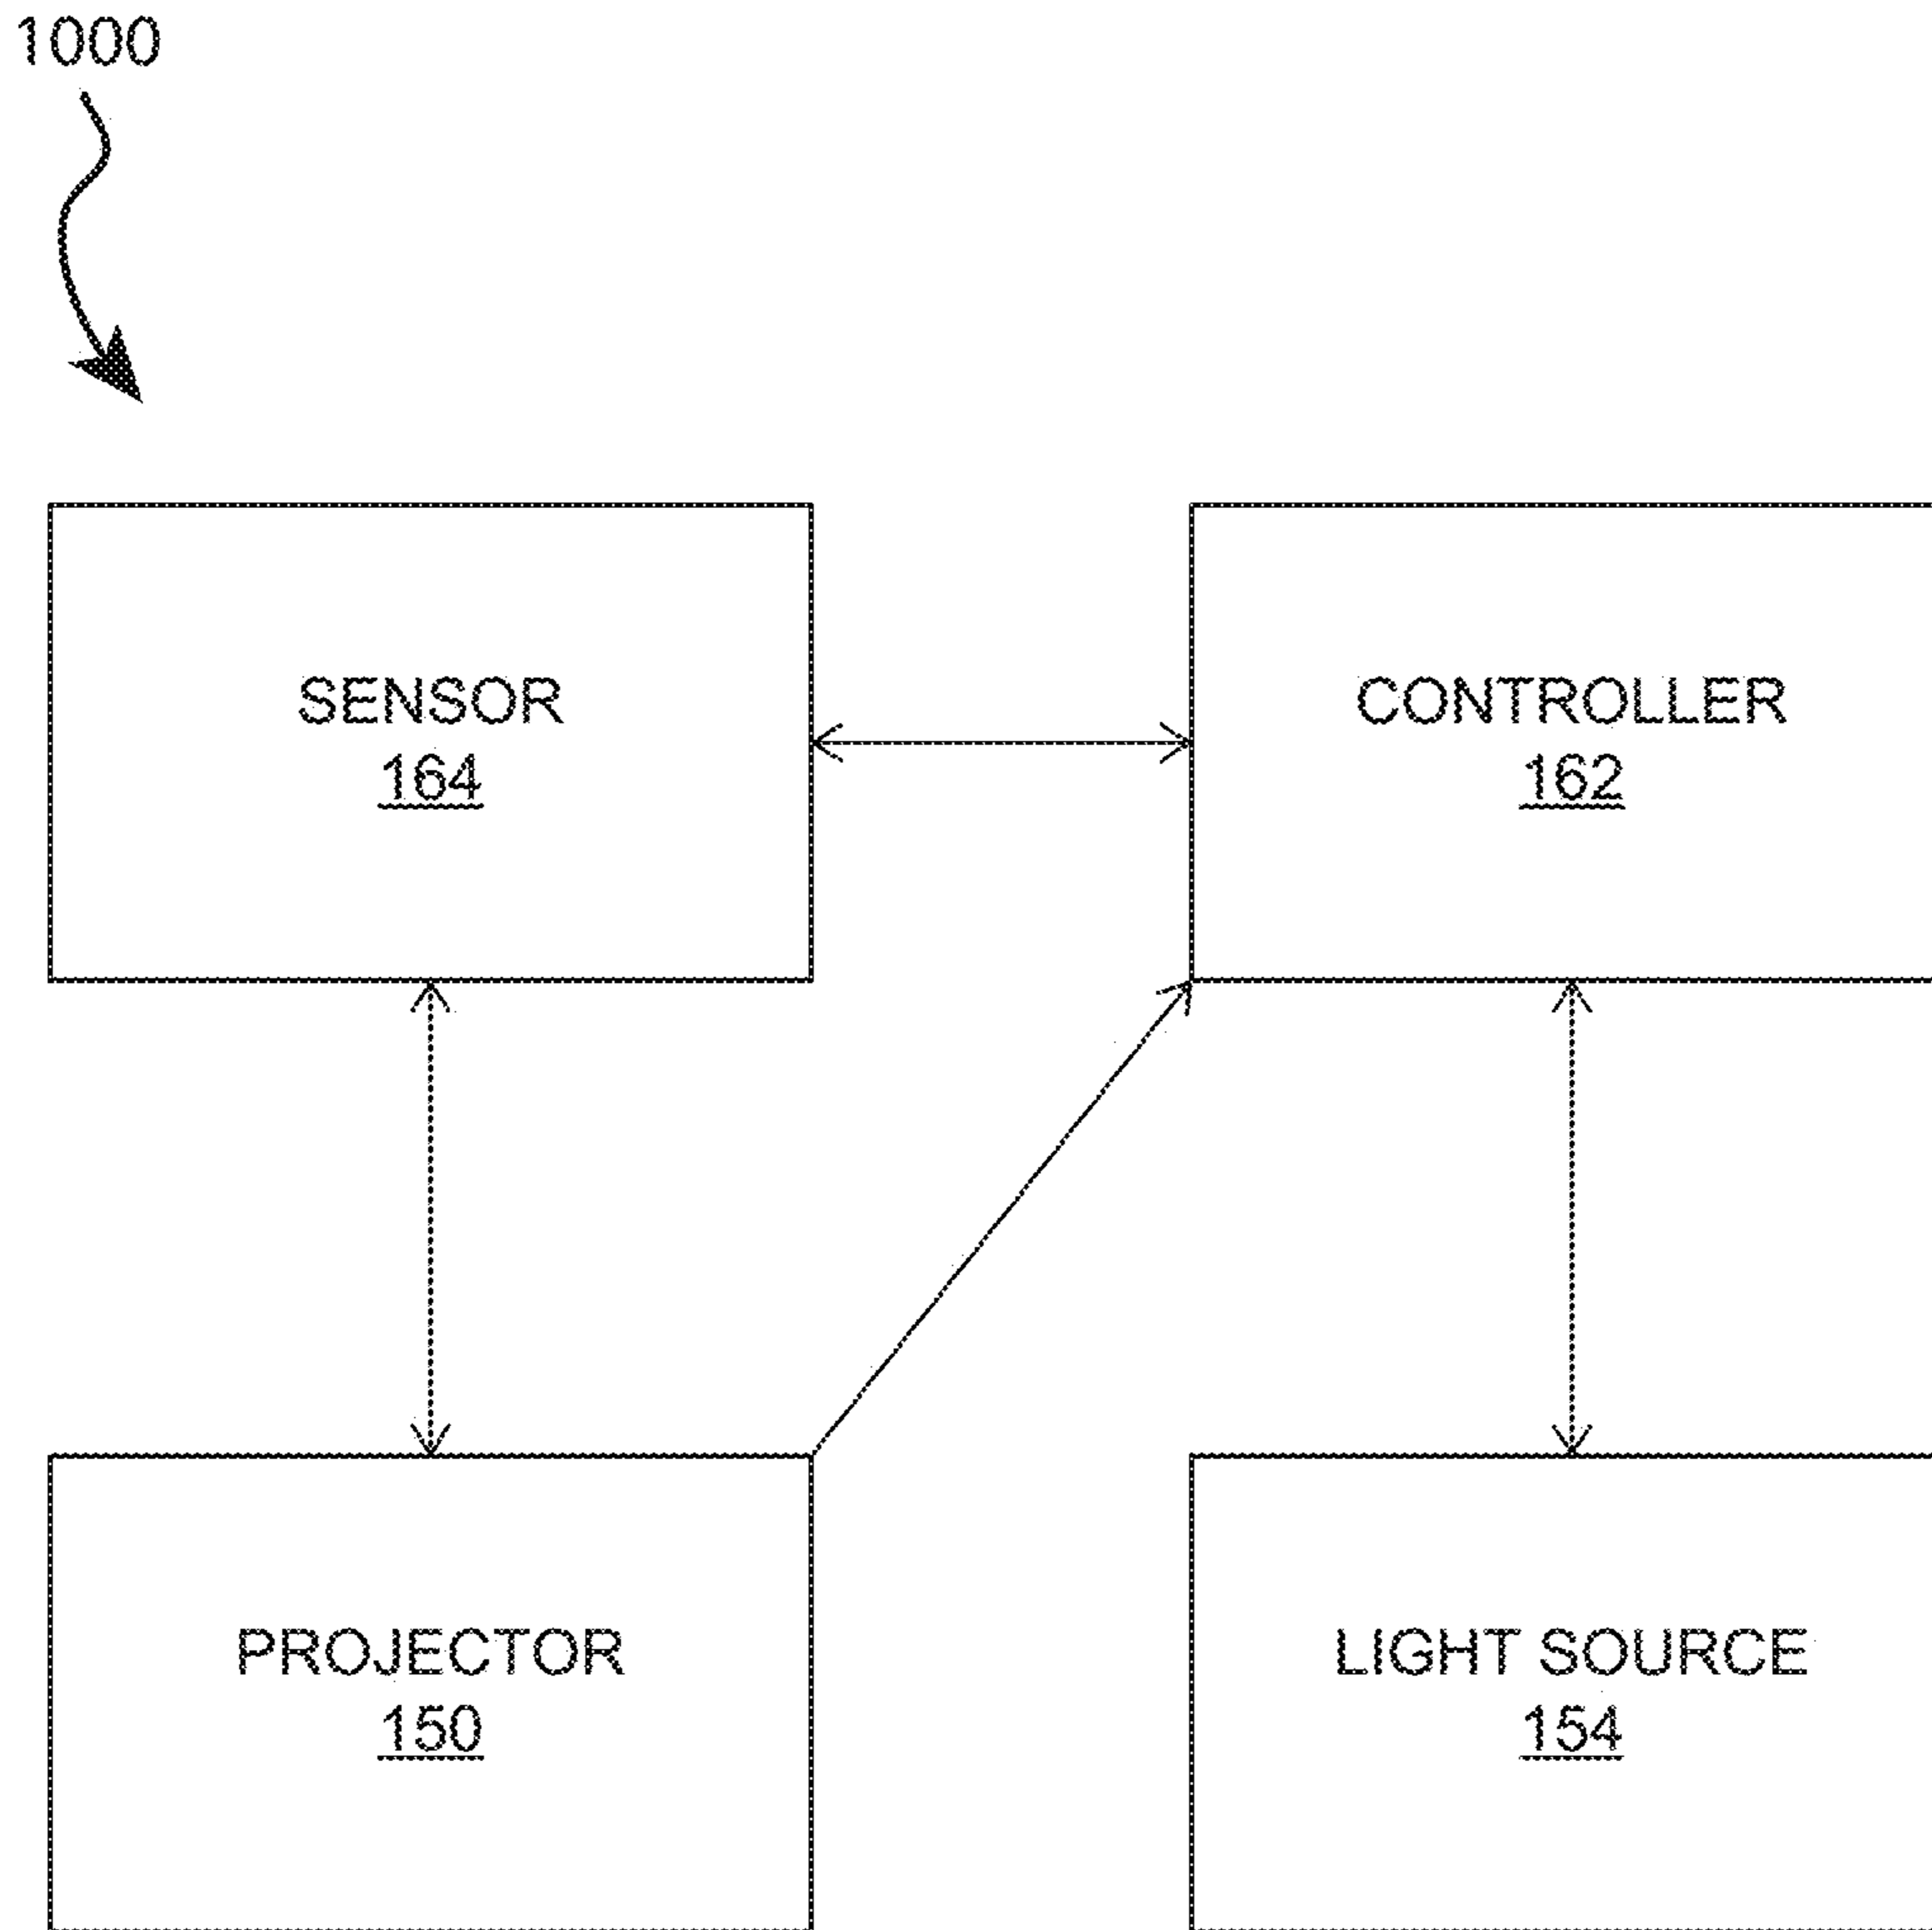 1000
SENSOR
164
CONTROLLER
162
PROJECTOR
150
LIGHT SOURCE
154